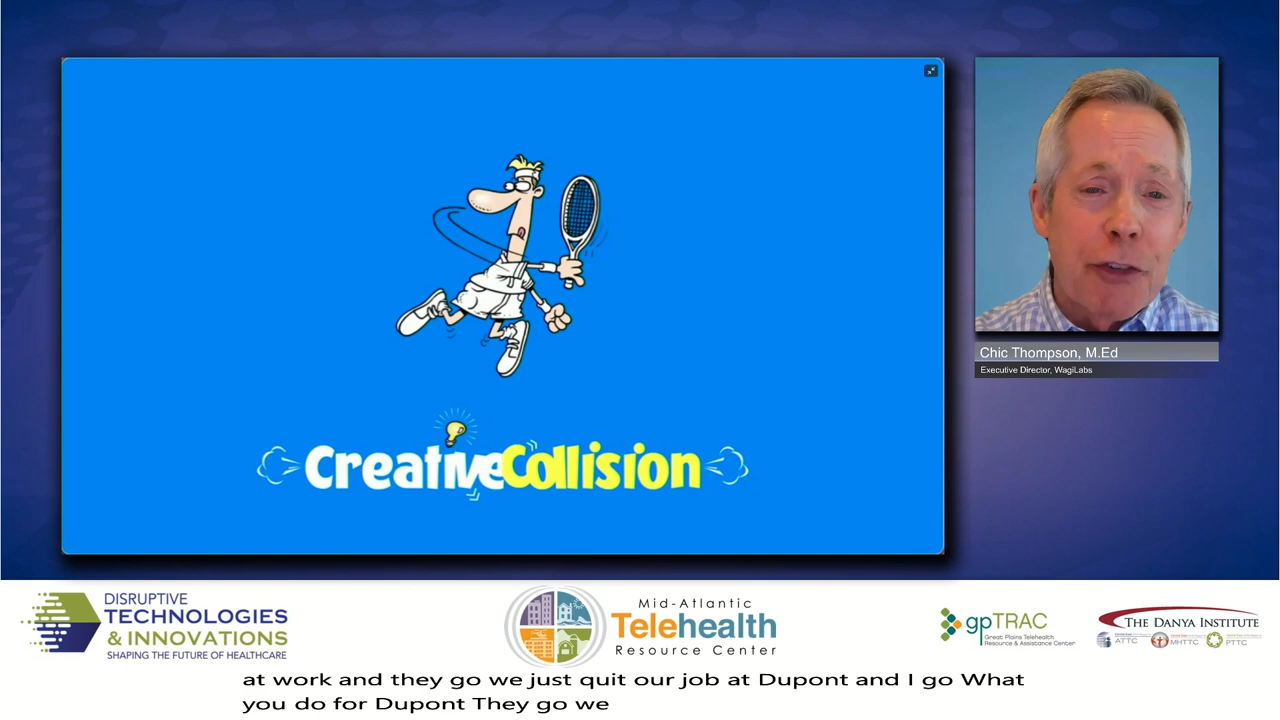 CreativeCollision
Chic Thompson, M.Ed
Executive Director, WagiLabs
DISRUPTIVE
TECHNOLOGIES
& INNOVATIONS
SHAPING THE FUTURE OF HEALTHCARE
Mid-Atlantic
Telehealth
Resource Center
gpTRAC
Great Plains Telehealth
Resource & Assistance Center
THE DANYA INSTITUTE
ATTC
MHTTC
PTTC
at work and they go we just quit our job at Dupont and I go What
you do for Dupont They go we